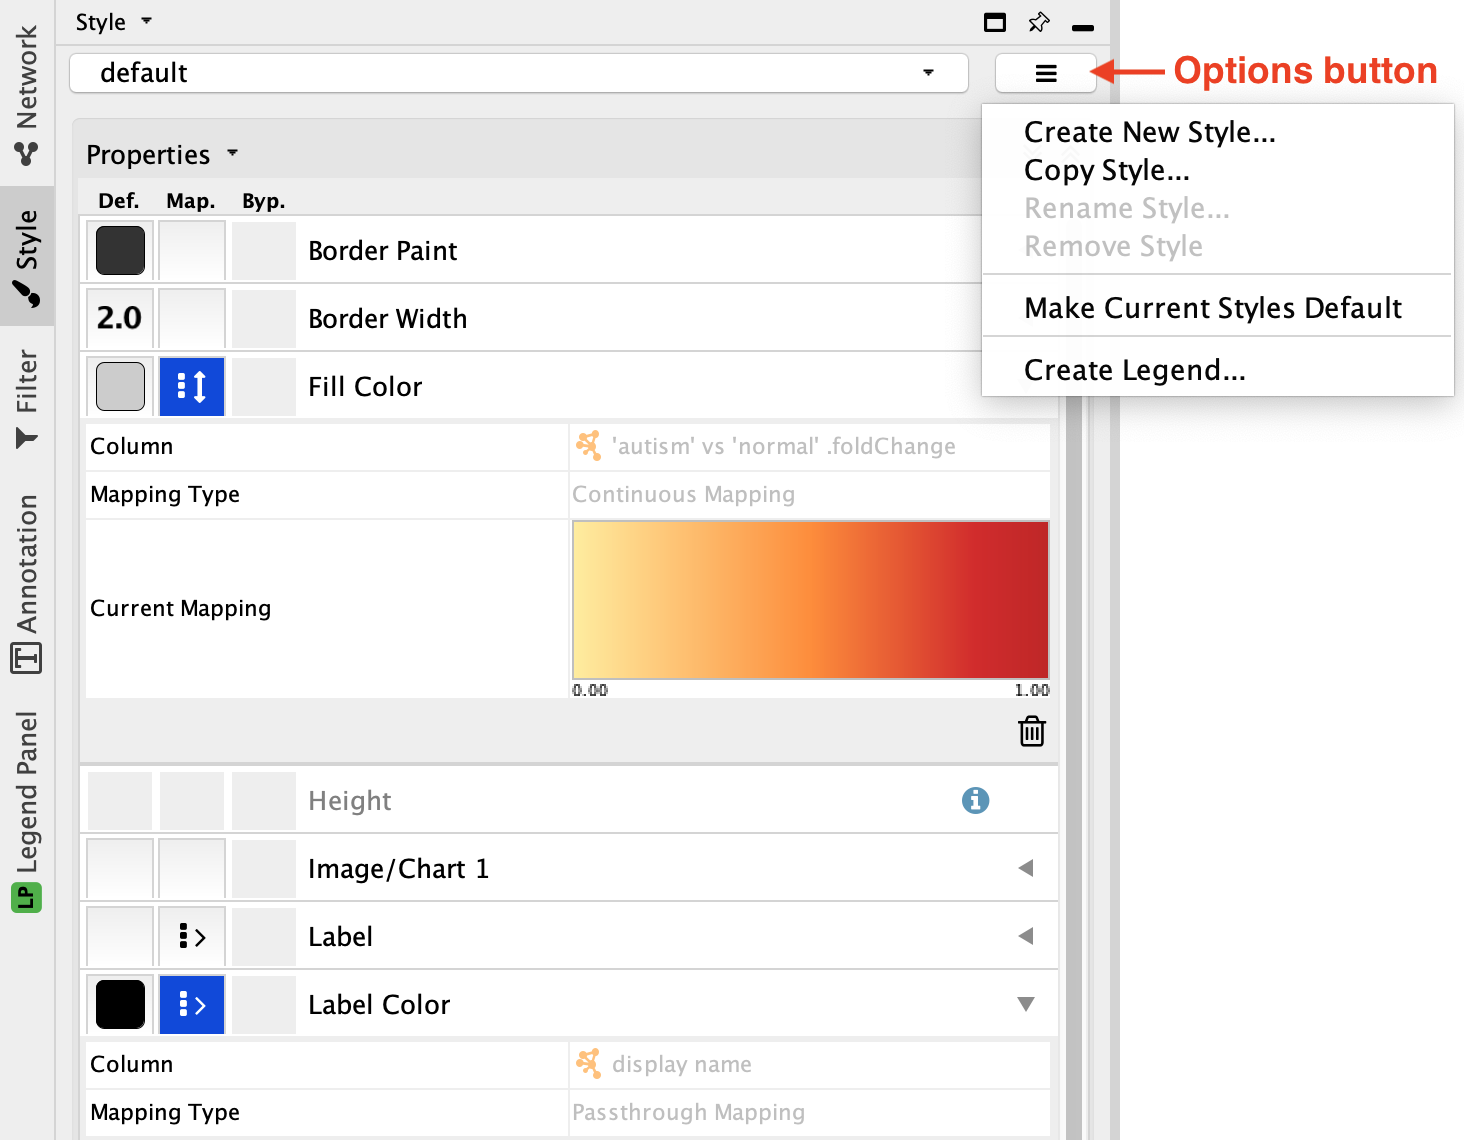 Style
default
Options button
Create New Style...
Copy Style...
Rename Style...
Remove Style
Make Current Styles Default
Create Legend...
Network
Style
Filter
Annotation
Legend Panel
LP
Properties
Def. Map. Byp.
Border Paint
2.0 Border Width
Fill Color
Column 'autism' vs 'normal' .foldChange
Mapping Type Continuous Mapping
Current Mapping
0.00 1.00
Height
Image/Chart 1
Label
Label Color
Column display name
Mapping Type Passthrough Mapping